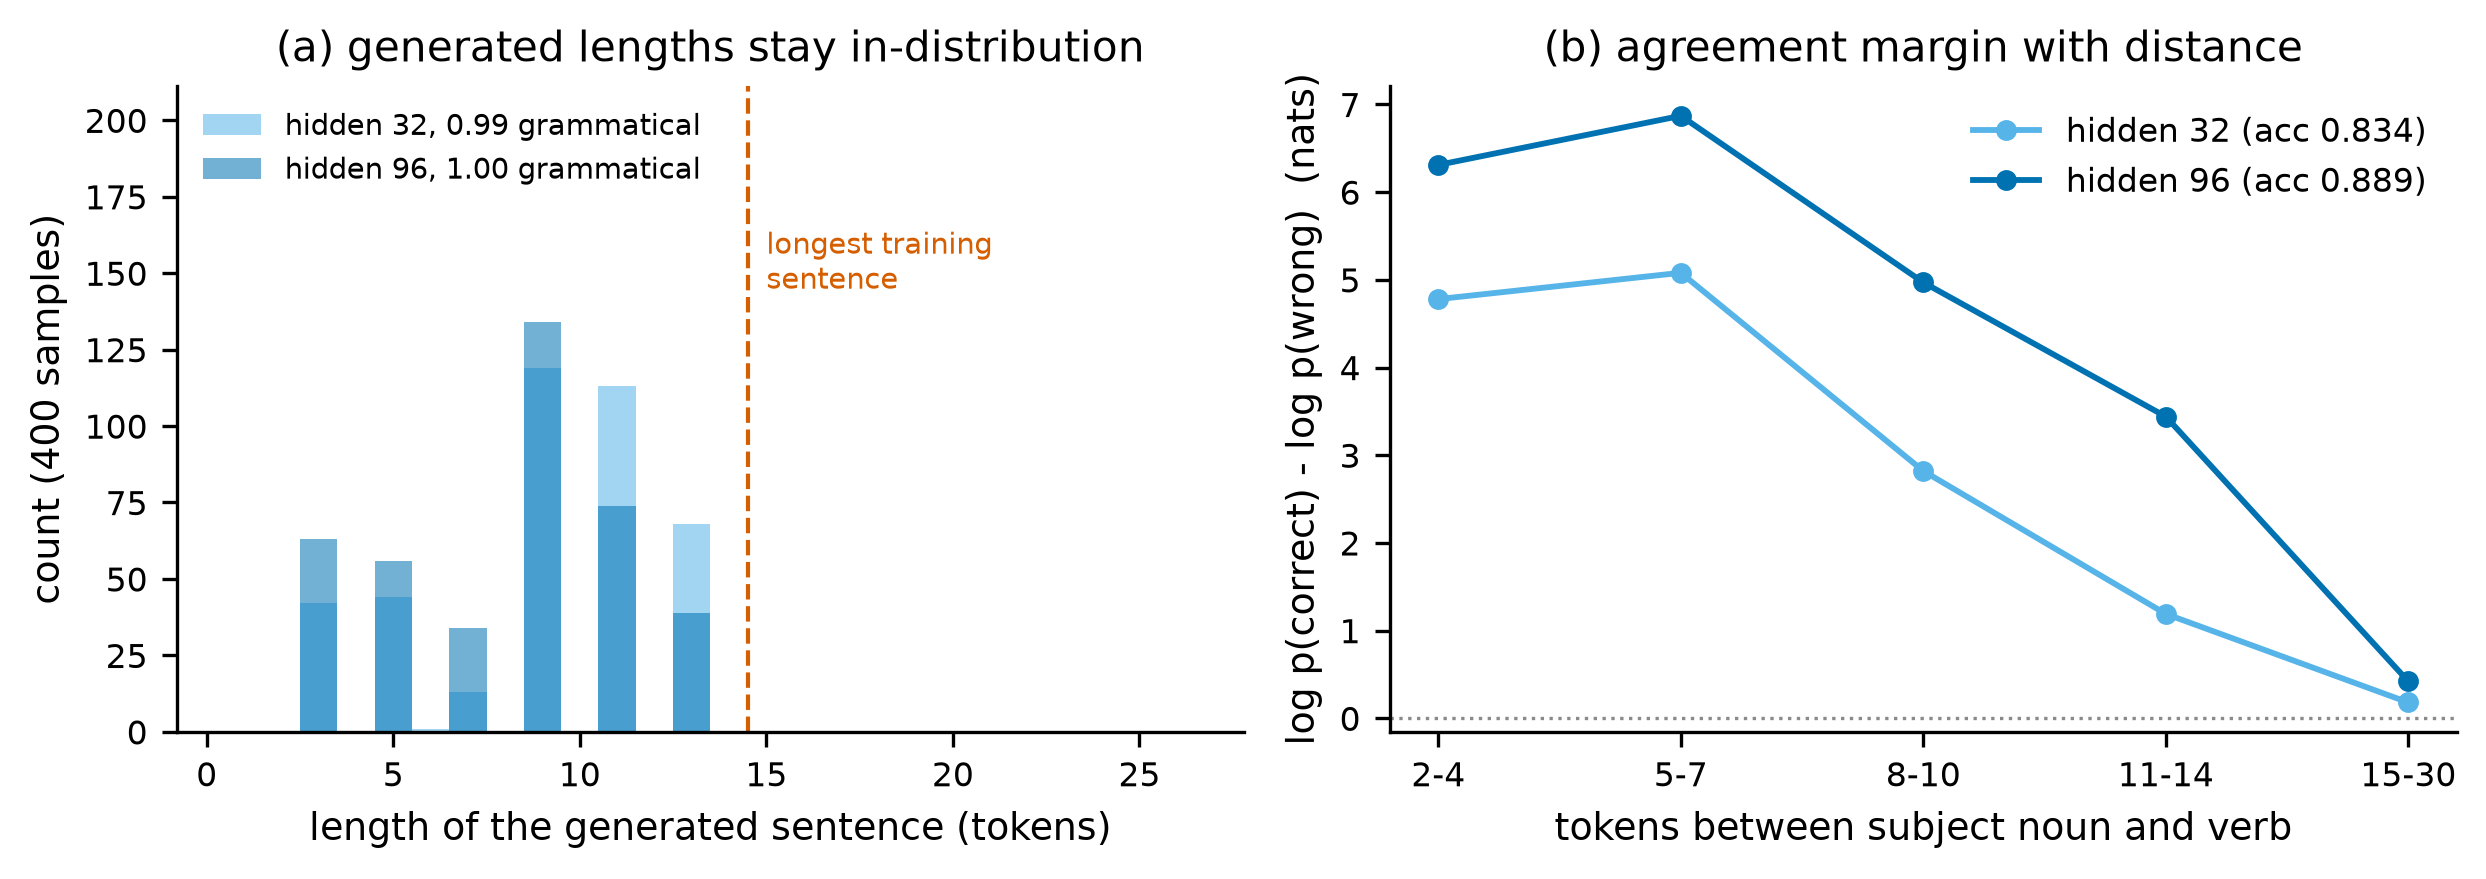 (a) generated lengths stay in-distribution
count (400 samples)
200
175
150
125
100
75
50
25
0
hidden 32, 0.99 grammatical
hidden 96, 1.00 grammatical
longest training
sentence
0 5 10 15 20 25
length of the generated sentence (tokens)
(b) agreement margin with distance
log p(correct) - log p(wrong) (nats)
7
6
5
4
3
2
1
0
hidden 32 (acc 0.834)
hidden 96 (acc 0.889)
2-4 5-7 8-10 11-14 15-30
tokens between subject noun and verb